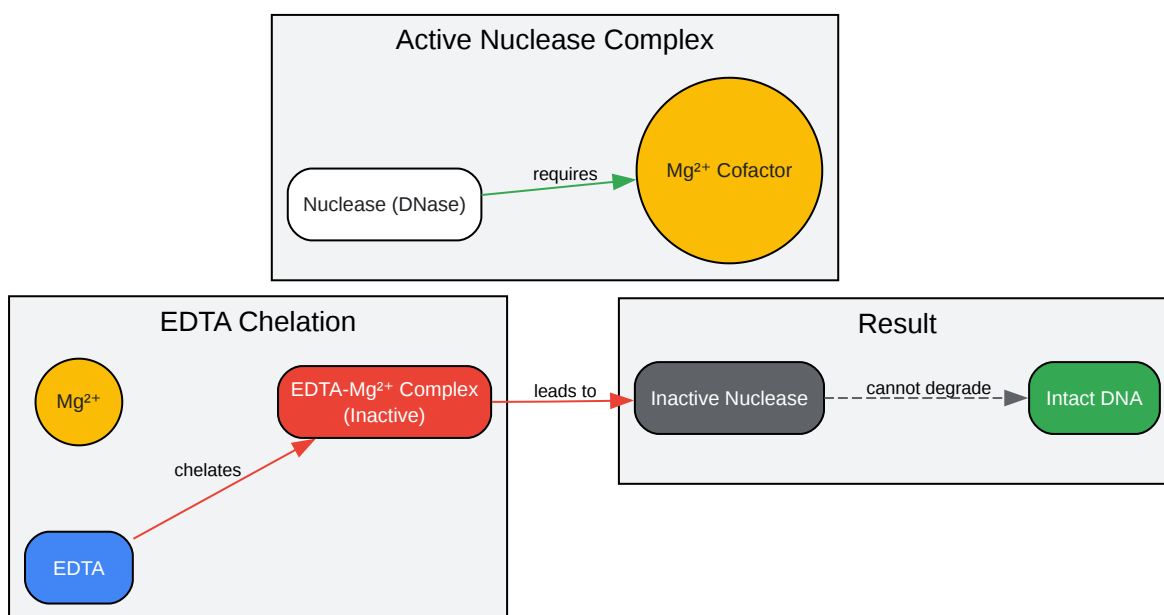 Active Nuclease Complex
Nuclease (DNase)
requires
Mg²⁺ Cofactor
EDTA Chelation
Mg²⁺
EDTA
chelates
EDTA-Mg²⁺ Complex
(Inactive)
leads to
Result
Inactive Nuclease
cannot degrade
Intact DNA